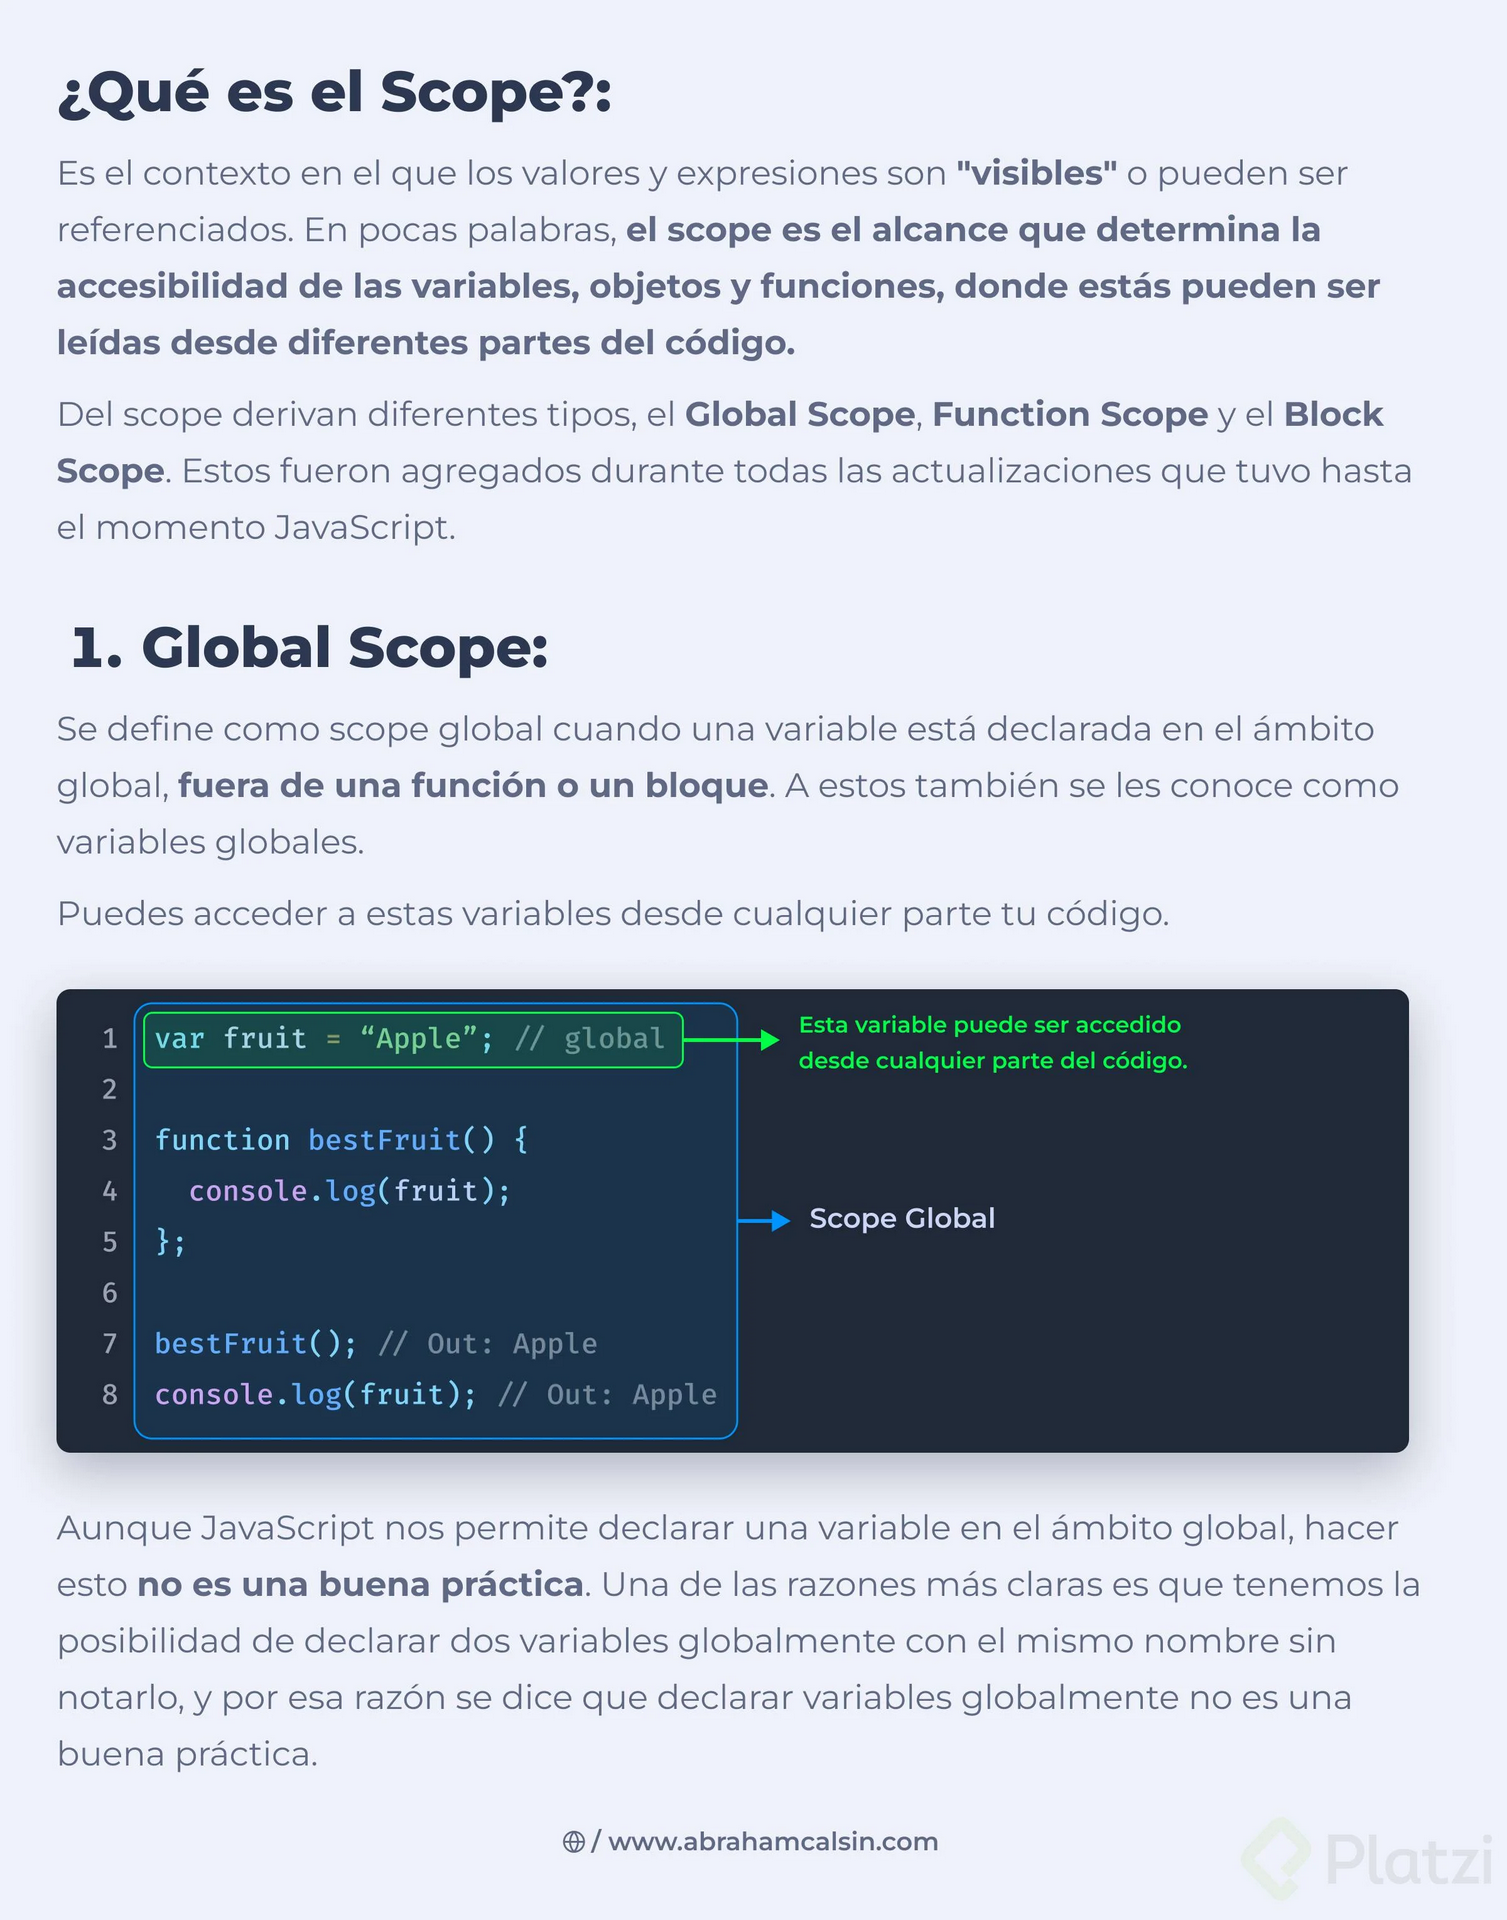 ¿Qué es el Scope?:
Es el contexto en el que los valores y expresiones son "visibles" o pueden ser
referenciados. En pocas palabras, el scope es el alcance que determina la
accesibilidad de las variables, objetos y funciones, donde estás pueden ser
leídas desde diferentes partes del código.
Del scope derivan diferentes tipos, el Global Scope, Function Scope y el Block
Scope. Estos fueron agregados durante todas las actualizaciones que tuvo hasta
el momento JavaScript.
1. Global Scope:
Se define como scope global cuando una variable está declarada en el ámbito
global, fuera de una función o un bloque. A estos también se les conoce como
variables globales.
Puedes acceder a estas variables desde cualquier parte tu código.
1 var fruit = “Apple”; // global
Esta variable puede ser accedido
desde cualquier parte del código.
2
3 function bestFruit() {
4 console.log(fruit);
Scope Global
5 };
6
7 bestFruit(); // Out: Apple
8 console.log(fruit); // Out: Apple
Aunque JavaScript nos permite declarar una variable en el ámbito global, hacer
esto no es una buena práctica. Una de las razones más claras es que tenemos la
posibilidad de declarar dos variables globalmente con el mismo nombre sin
notarlo, y por esa razón se dice que declarar variables globalmente no es una
buena práctica.
/ www.abrahamcalsin.com
Platzi